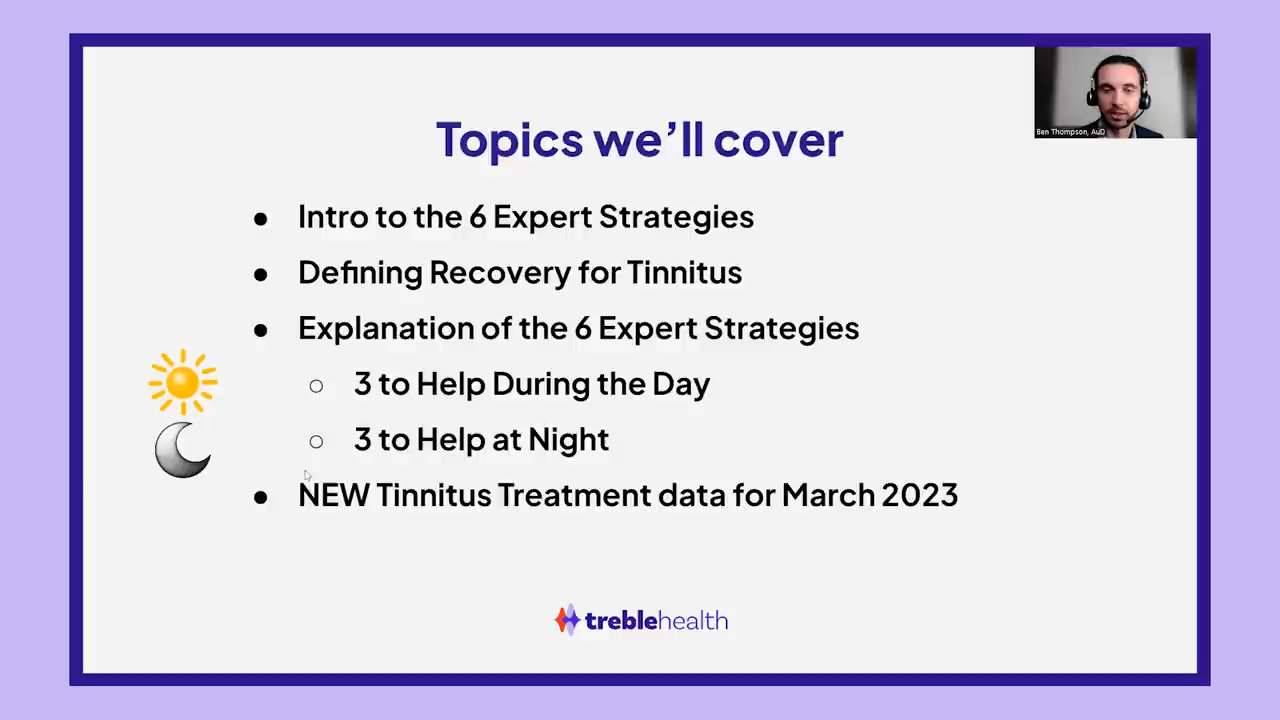 Topics we'll cover
Ben Thompson, AuD
● Intro to the 6 Expert Strategies
● Defining Recovery for Tinnitus
● Explanation of the 6 Expert Strategies
○ 3 to Help During the Day
○ 3 to Help at Night
● NEW Tinnitus Treatment data for March 2023
treblehealth